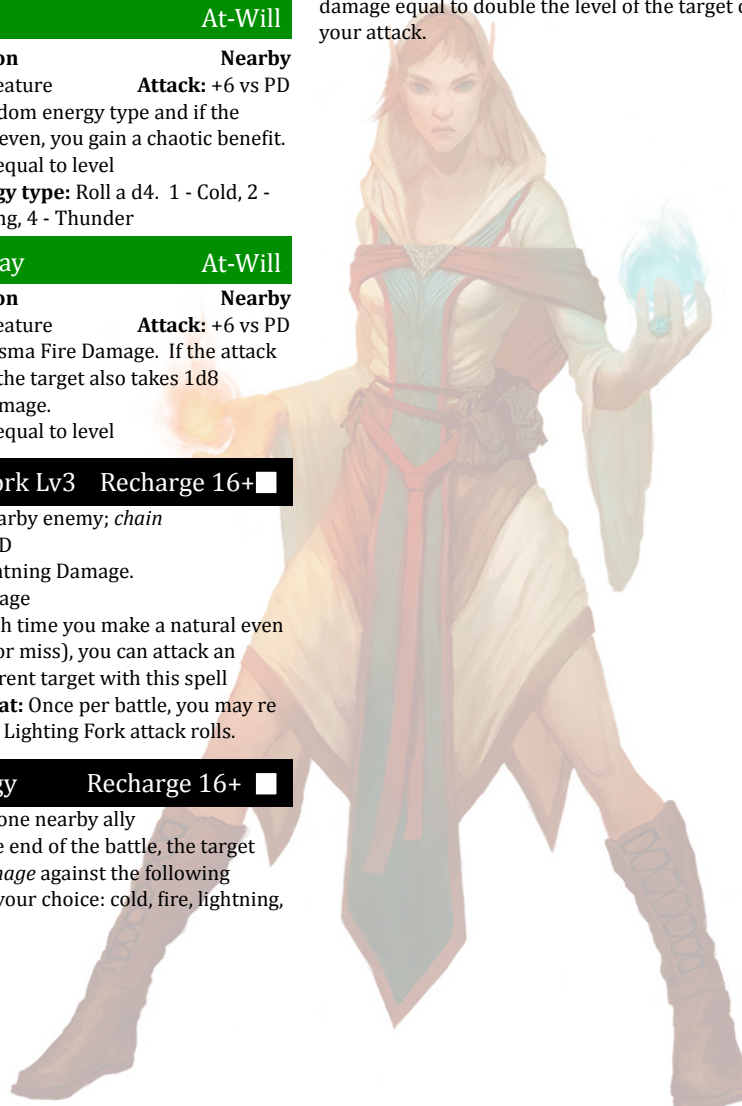 At-Will
on Nearby
eature Attack: +6 vs PD
dom energy type and if the
even, you gain a chaotic benefit.
equal to level
gy type: Roll a d4. 1 - Cold, 2 -
ng, 4 - Thunder
ay At-Will
on Nearby
eature Attack: +6 vs PD
sma Fire Damage. If the attack
the target also takes 1d8
mage.
equal to level
ork Lv3 Recharge 16+
arby enemy; chain
D
htning Damage.
age
h time you make a natural even
or miss), you can attack an
rent target with this spell
at: Once per battle, you may re
Lighting Fork attack rolls.
gy Recharge 16+
one nearby ally
e end of the battle, the target
nage against the following
your choice: cold, fire, lightning,
damage equal to double the level of the target
your attack.